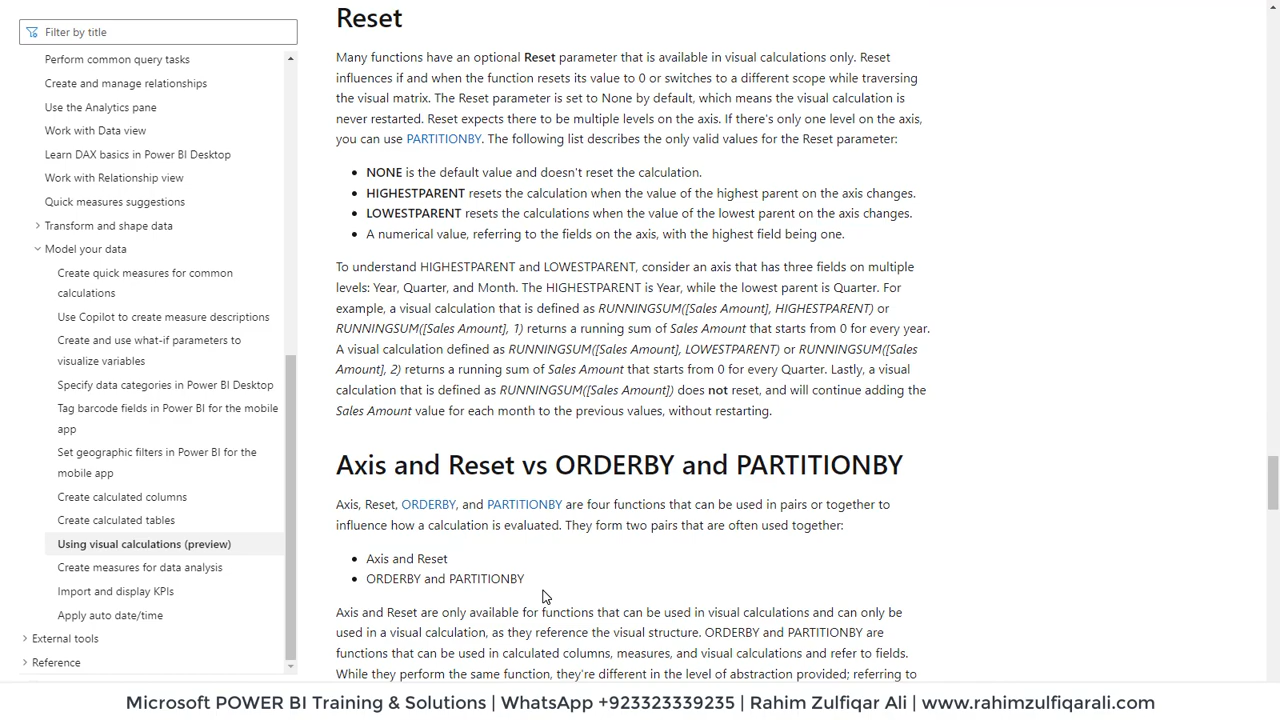 Filter by title
Perform common query tasks
Create and manage relationships
Use the Analytics pane
Work with Data view
Learn DAX basics in Power BI Desktop
Work with Relationship view
Quick measures suggestions
Transform and shape data
Model your data
Create quick measures for common
calculations
Use Copilot to create measure descriptions
Create and use what-if parameters to
visualize variables
Specify data categories in Power BI Desktop
Tag barcode fields in Power BI for the mobile
app
Set geographic filters in Power BI for the
mobile app
Create calculated columns
Create calculated tables
Using visual calculations (preview)
Create measures for data analysis
Import and display KPIs
Apply auto date/time
External tools
Reference
Reset
Many functions have an optional Reset parameter that is available in visual calculations only. Reset
influences if and when the function resets its value to 0 or switches to a different scope while traversing
the visual matrix. The Reset parameter is set to None by default, which means the visual calculation is
never restarted. Reset expects there to be multiple levels on the axis. If there's only one level on the axis,
you can use PARTITIONBY. The following list describes the only valid values for the Reset parameter:
• NONE is the default value and doesn't reset the calculation.
• HIGHESTPARENT resets the calculation when the value of the highest parent on the axis changes.
• LOWESTPARENT resets the calculations when the value of the lowest parent on the axis changes.
• A numerical value, referring to the fields on the axis, with the highest field being one.
To understand HIGHESTPARENT and LOWESTPARENT, consider an axis that has three fields on multiple
levels: Year, Quarter, and Month. The HIGHESTPARENT is Year, while the lowest parent is Quarter. For
example, a visual calculation that is defined as RUNNINGSUM([Sales Amount], HIGHESTPARENT) or
RUNNINGSUM([Sales Amount], 1) returns a running sum of Sales Amount that starts from 0 for every year.
A visual calculation defined as RUNNINGSUM([Sales Amount], LOWESTPARENT) or RUNNINGSUM([Sales
Amount], 2) returns a running sum of Sales Amount that starts from 0 for every Quarter. Lastly, a visual
calculation that is defined as RUNNINGSUM([Sales Amount]) does not reset, and will continue adding the
Sales Amount value for each month to the previous values, without restarting.
Axis and Reset vs ORDERBY and PARTITIONBY
Axis, Reset, ORDERBY, and PARTITIONBY are four functions that can be used in pairs or together to
influence how a calculation is evaluated. They form two pairs that are often used together:
• Axis and Reset
• ORDERBY and PARTITIONBY
Axis and Reset are only available for functions that can be used in visual calculations and can only be
used in a visual calculation, as they reference the visual structure. ORDERBY and PARTITIONBY are
functions that can be used in calculated columns, measures, and visual calculations and refer to fields.
While they perform the same function, they're different in the level of abstraction provided; referring to
Microsoft POWER BI Training & Solutions | WhatsApp +923323339235 | Rahim Zulfiqar Ali | www.rahimzulfiqarali.com